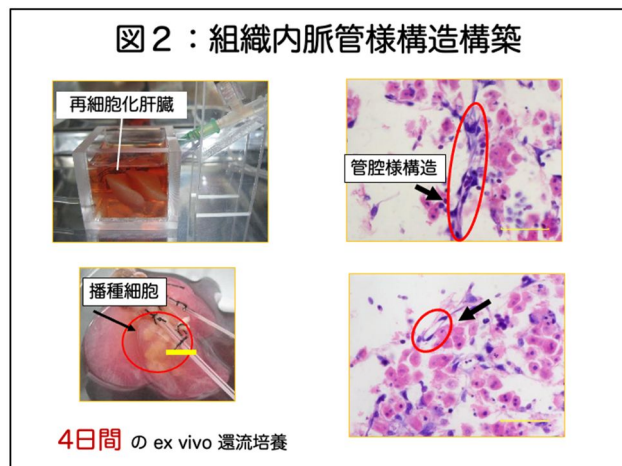 図２：組織内脈管様構造構築
再細胞化肝臓
管腔様構造
播種細胞
4日間 の ex vivo 還流培養